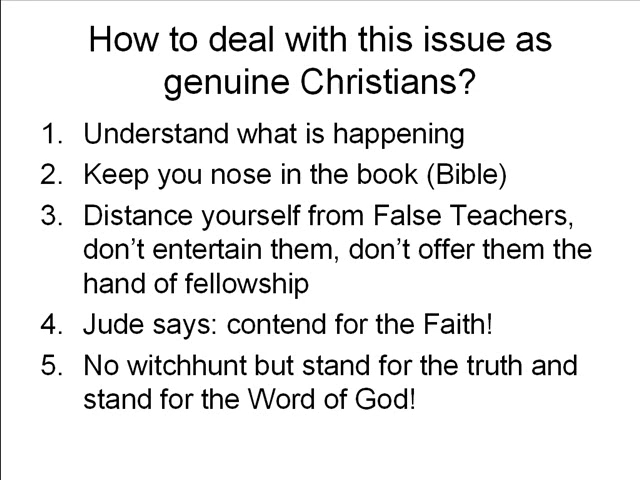 How to deal with this issue as
genuine Christians?
1. Understand what is happening
2. Keep you nose in the book (Bible)
3. Distance yourself from False Teachers,
don't entertain them, don't offer them the
hand of fellowship
4. Jude says: contend for the Faith!
5. No witchhunt but stand for the truth and
stand for the Word of God!